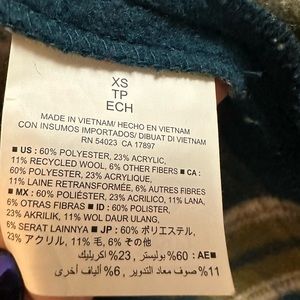 XS
TP
ECH
MADE IN VIETNAM/ HECHO EN VIETNAM
CON INSUMOS IMPORTADOS/ DIBUAT DI VIETNAM
RN 54023 CA 17897
■ US : 60% POLYESTER, 23% ACRYLIC,
11% RECYCLED WOOL, 6% OTHER FIBERS ■ CA :
60% POLYESTER, 23% ACRYLIQUE,
11% LAINE RETRANSFORMÉE, 6% AUTRES FIBRES
■ MX : 60% POLIÉSTER, 23% ACRILICO, 11% LANA,
6% OTRAS FIBRAS ■ ID : 60% POLISTER,
23% AKRILIK, 11% WOL DAUR ULANG,
6% SERAT LAINNYA ■ JP : 60% ポリエステル,
23% アクリル, 11% 毛, 6% その他
■ AE : 60% بوليستر, 23% اكريليك
11% صوف معاد التدوير, 6% ألياف أخرى